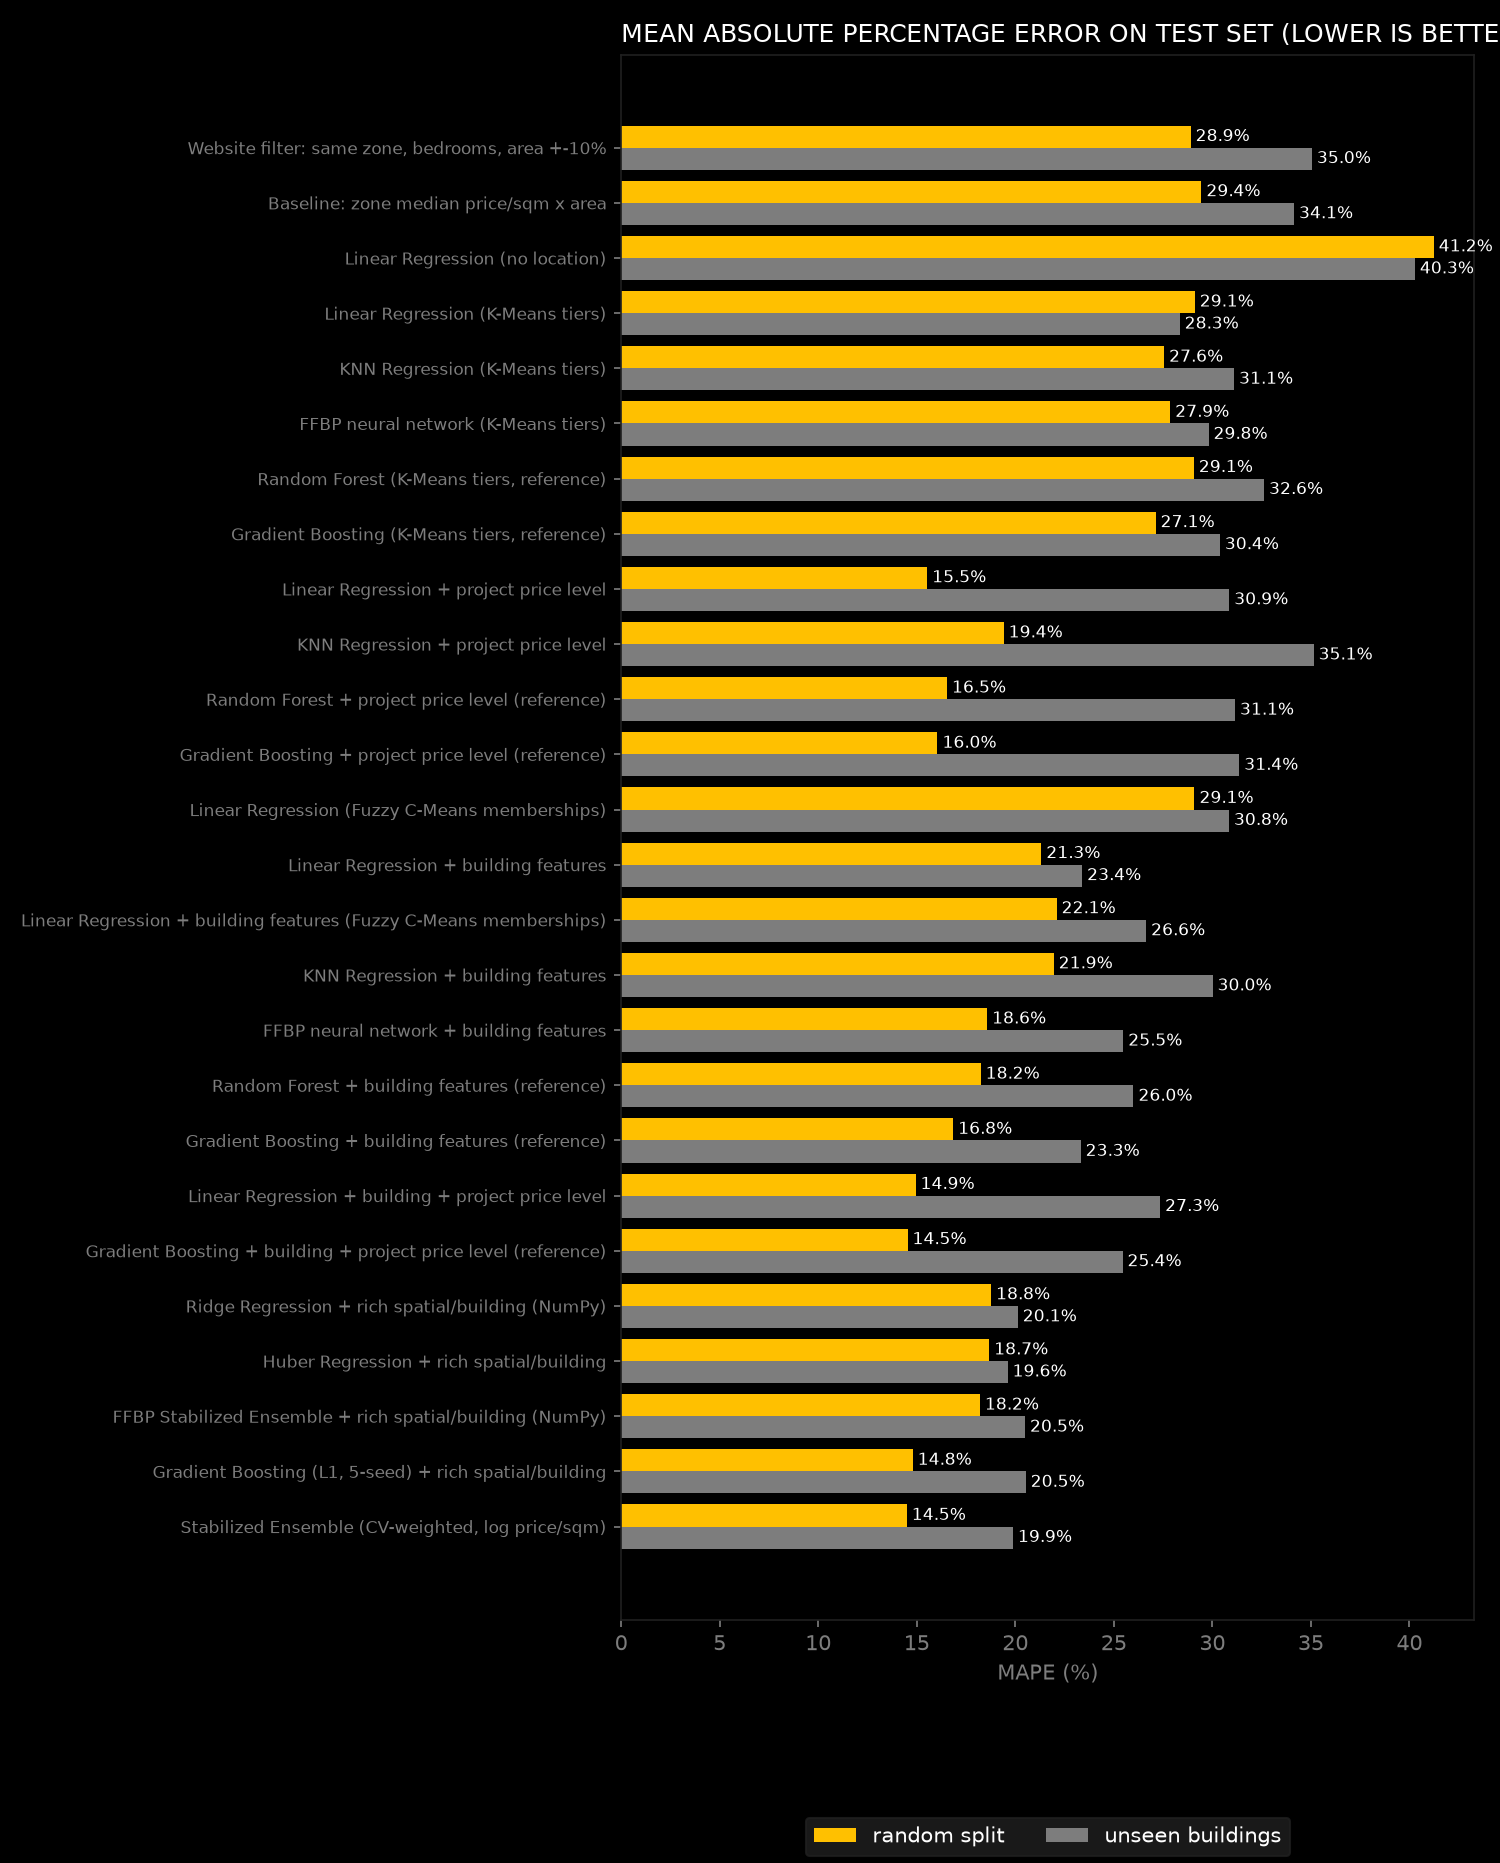 MEAN ABSOLUTE PERCENTAGE ERROR ON TEST SET (LOWER IS BETTE
Website filter: same zone, bedrooms, area +-10%
28.9%
35.0%
Baseline: zone median price/sqm x area
29.4%
34.1%
Linear Regression (no location)
41.2%
40.3%
Linear Regression (K-Means tiers)
29.1%
28.3%
KNN Regression (K-Means tiers)
27.6%
31.1%
FFBP neural network (K-Means tiers)
27.9%
29.8%
Random Forest (K-Means tiers, reference)
29.1%
32.6%
Gradient Boosting (K-Means tiers, reference)
27.1%
30.4%
Linear Regression + project price level
15.5%
30.9%
KNN Regression + project price level
19.4%
35.1%
Random Forest + project price level (reference)
16.5%
31.1%
Gradient Boosting + project price level (reference)
16.0%
31.4%
Linear Regression (Fuzzy C-Means memberships)
29.1%
30.8%
Linear Regression + building features
21.3%
23.4%
Linear Regression + building features (Fuzzy C-Means memberships)
22.1%
26.6%
KNN Regression + building features
21.9%
30.0%
FFBP neural network + building features
18.6%
25.5%
Random Forest + building features (reference)
18.2%
26.0%
Gradient Boosting + building features (reference)
16.8%
23.3%
Linear Regression + building + project price level
14.9%
27.3%
Gradient Boosting + building + project price level (reference)
14.5%
25.4%
Ridge Regression + rich spatial/building (NumPy)
18.8%
20.1%
Huber Regression + rich spatial/building
18.7%
19.6%
FFBP Stabilized Ensemble + rich spatial/building (NumPy)
18.2%
20.5%
Gradient Boosting (L1, 5-seed) + rich spatial/building
14.8%
20.5%
Stabilized Ensemble (CV-weighted, log price/sqm)
14.5%
19.9%
0 5 10 15 20 25 30 35 40
MAPE (%)
random split unseen buildings